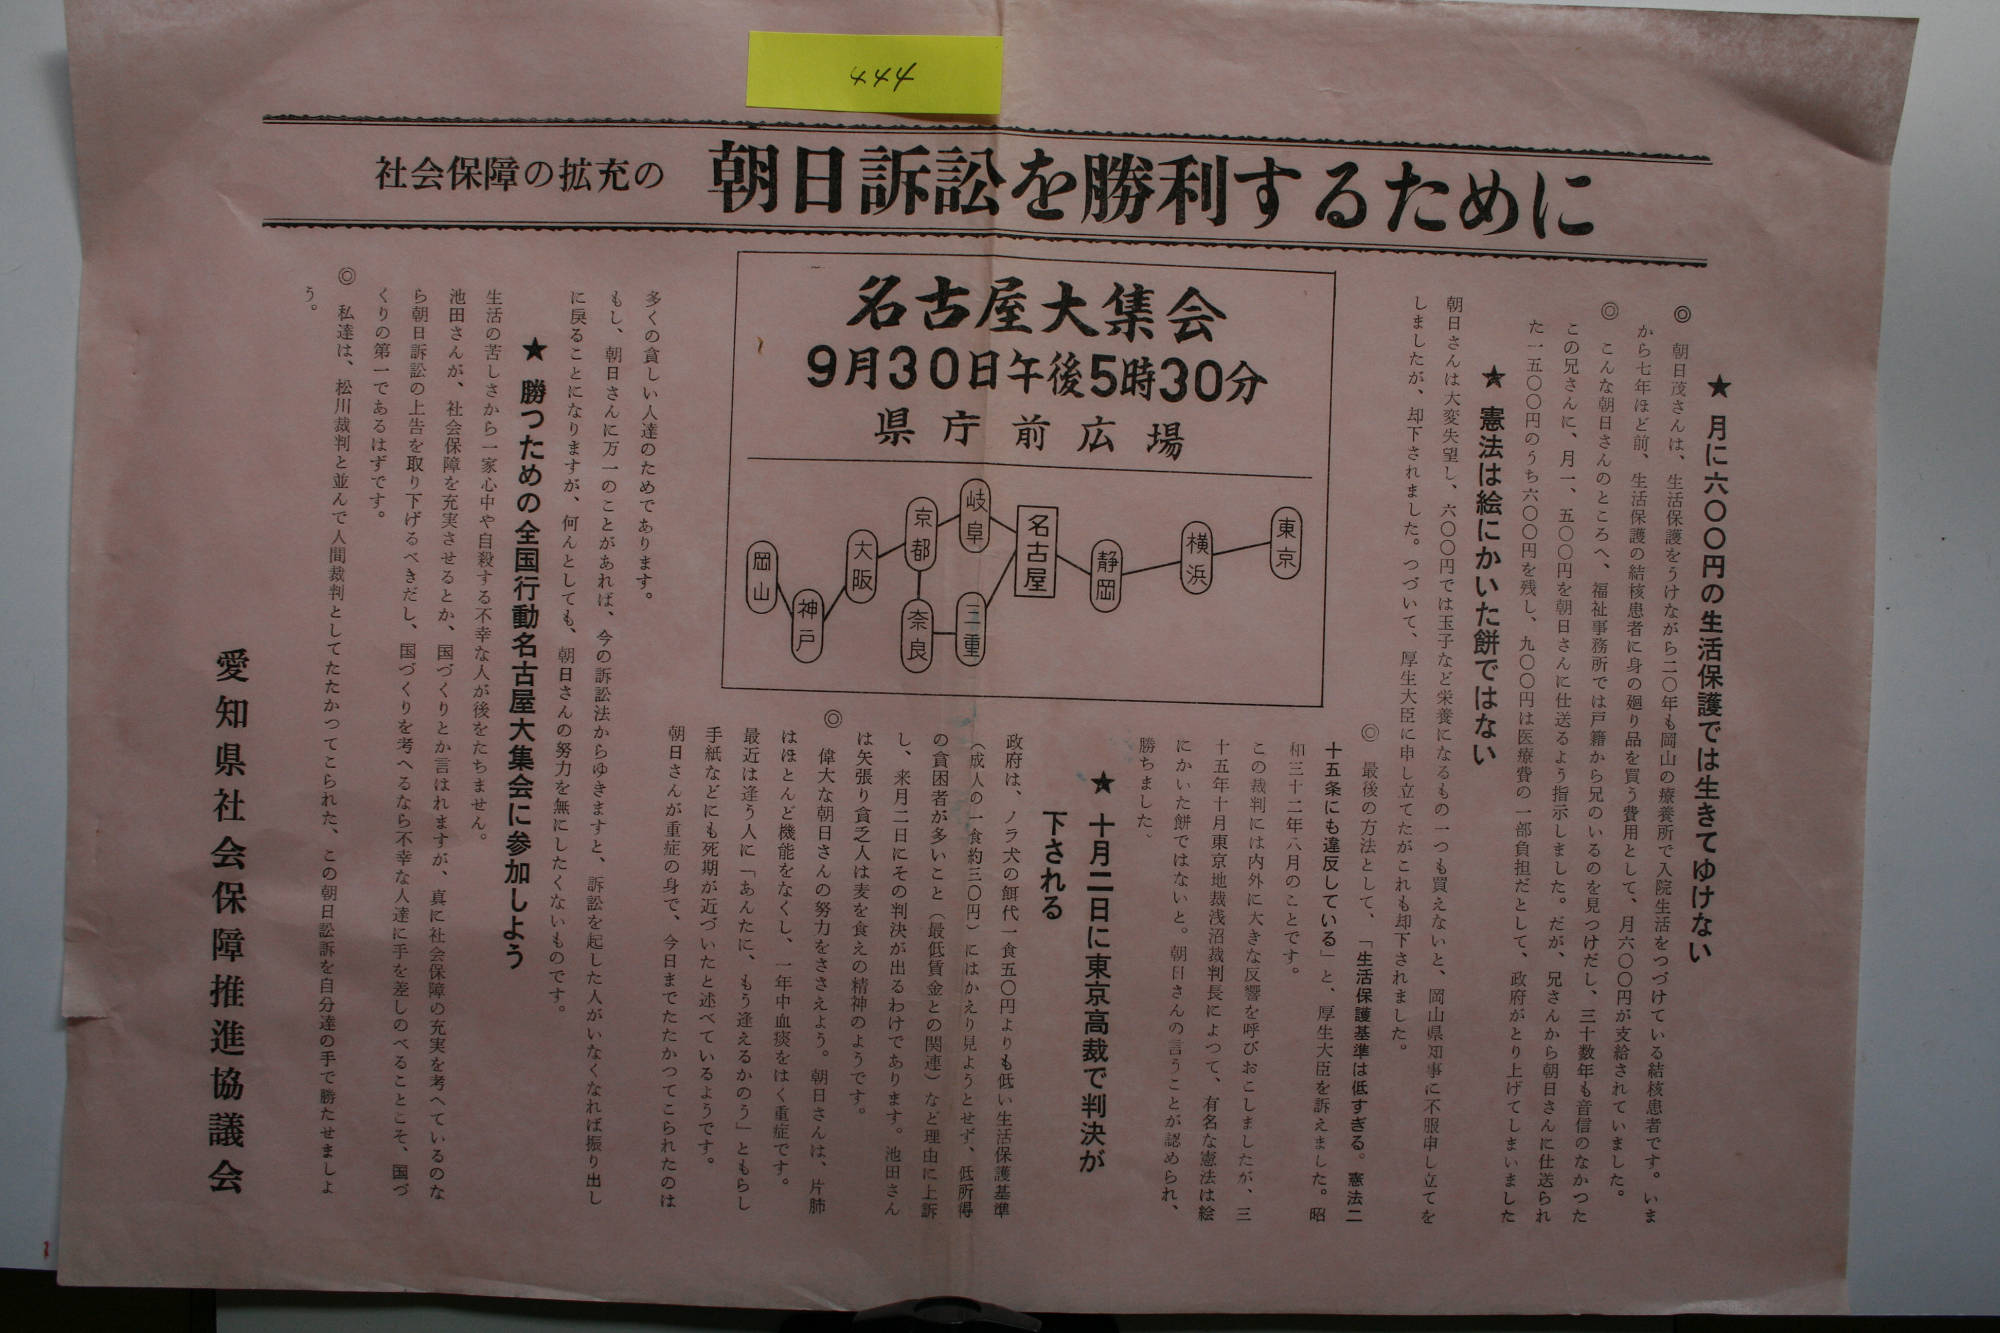 444
社会保障の拡充の 朝日訴訟を勝利するために
★ 月に六〇〇円の生活保護では生きてゆけない
◎ 朝日茂さんは、生活保護をうけながら二〇年も岡山の療養所で入院生活をつづけている結核患者です。いま
から七年ほど前、生活保護の結核患者に身の廻り品を買う費用として、月六〇〇円が支給されていました。
◎ こんな朝日さんのところへ、福祉事務所では戸籍から兄のいるのを見つけだし、三十数年も音信のなかつた
この兄さんに、月一、五〇〇円を朝日さんに仕送るよう指示しました。だが、兄さんから朝日さんに仕送られ
た一五〇〇円のうち六〇〇円を残し、九〇〇円は医療費の一部負担だとして、政府がとり上げてしまいました
★ 憲法は絵にかいた餅ではない
朝日さんは大変失望し、六〇〇円では玉子など栄養になるもの一つも買えないと、岡山県知事に不服申し立てを
しましたが、却下されました。つづいて、厚生大臣に申し立てたがこれも却下されました。
名古屋大集会
9月30日午後5時30分
県庁前広場
岡山
神戸
大阪
京都
奈良
岐阜
三重
名古屋
静岡
横浜
東京
◎ 最後の方法として、「生活保護基準は低すぎる。憲法二
十五条にも違反している」と、厚生大臣を訴えました。昭
和三十二年八月のことです。
この裁判には内外に大きな反響を呼びおこしましたが、三
十五年十月東京地裁浅沼裁判長によつて、有名な憲法は絵
にかいた餅ではないと。朝日さんの言うことが認められ、
勝ちました。
★ 十月二日に東京高裁で判決が
下される
政府は、ノラ犬の餌代一食五〇円よりも低い生活保護基準
（成人の一食約三〇円）にはかえり見ようとせず、低所得
の貧困者が多いこと（最低賃金との関連）など理由に上訴
し、来月二日にその判決が出るわけであります。池田さん
は矢張り貧乏人は麦を食えの精神のようです。
◎ 偉大な朝日さんの努力をささえよう。朝日さんは、片肺
はほとんど機能をなくし、一年中血痰をはく重症です。
最近は逢う人に「あんたに、もう逢えるかのう」ともらし
手紙などにも死期が近づいたと述べているようです。
朝日さんが重症の身で、今日までたたかつてこられたのは
多くの貧しい人達のためであります。
もし、朝日さんに万一のことがあれば、今の訴訟法からゆきますと、訴訟を起した人がいなくなれば振り出し
に戻ることになりますが、何んとしても、朝日さんの努力を無にしたくないものです。
★ 勝つための全国行動名古屋大集会に参加しよう
生活の苦しさから一家心中や自殺する不幸な人が後をたちません。
池田さんが、社会保障を充実させるとか、国づくりとか言はれますが、真に社会保障の充実を考へているのな
ら朝日訴訟の上告を取り下げるべきだし、国づくりを考へるなら不幸な人達に手を差しのべることこそ、国づ
くりの第一であるはずです。
◎ 私達は、松川裁判と並んで人間裁判としてたたかつてこられた、この朝日訟訴を自分達の手で勝たせましよ
う。
愛知県社会保障推進協議会